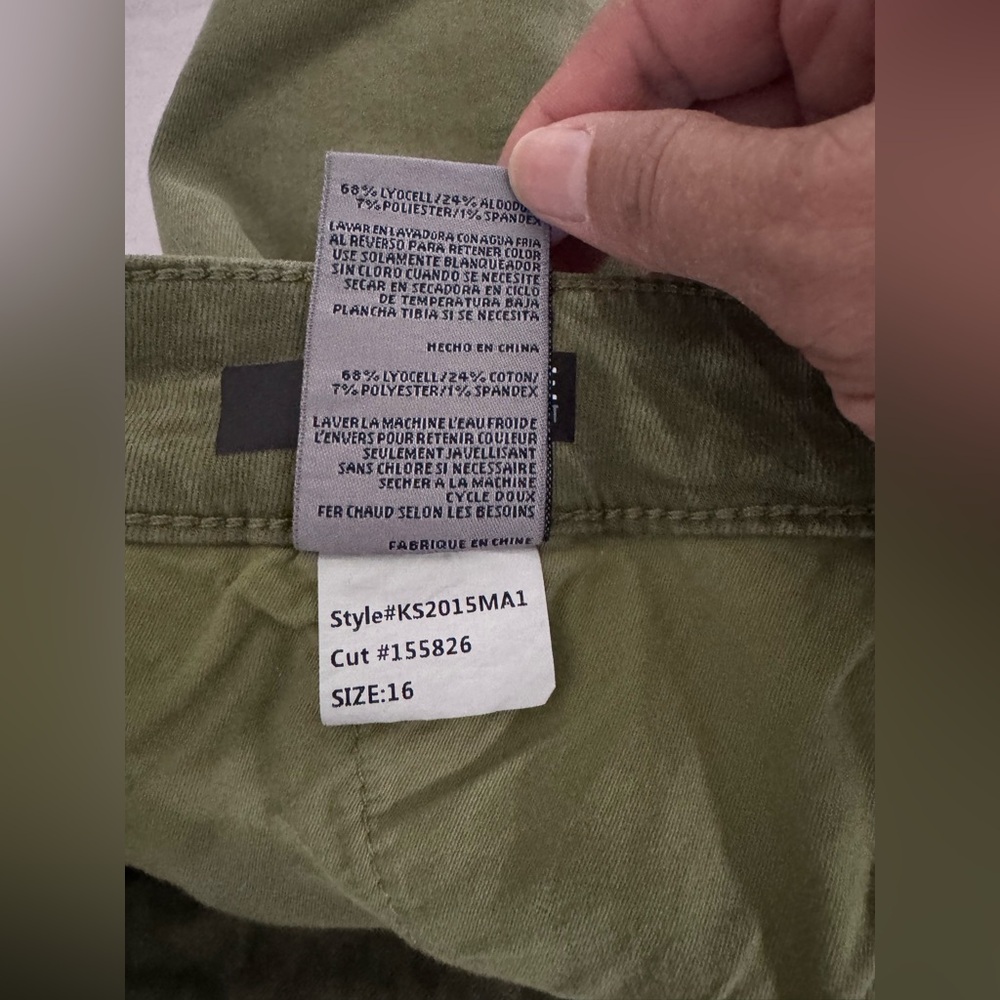 68% LYOCELL/24% ALGOD
7% POLIESTER/1% SPANDEX
LAVAR EN LAVADORA CON AGUA FRIA
AL REVERSO PARA RETENER COLOR
USE SOLAMENTE BLANQUEADOR
SIN CLORO CUANDO SE NECESITE
SECAR EN SECADORA EN CICLO
DE TEMPERATURA BAJA
PLANCHA TIBIA SI SE NECESITA
HECHO EN CHINA
68% LYOCELL/24% COTON/
7% POLYESTER/1% SPANDEX
LAVER LA MACHINE L'EAU FROIDE
L'ENVERS POUR RETENIR COULEUR
SEULEMENT JAVELLISANT
SANS CHLORE SI NECESSAIRE
SECHER A LA MACHINE
CYCLE DOUX
FER CHAUD SELON LES BESOINS
FABRIQUE EN CHINE
Style#KS2015MA1
Cut #155826
SIZE:16